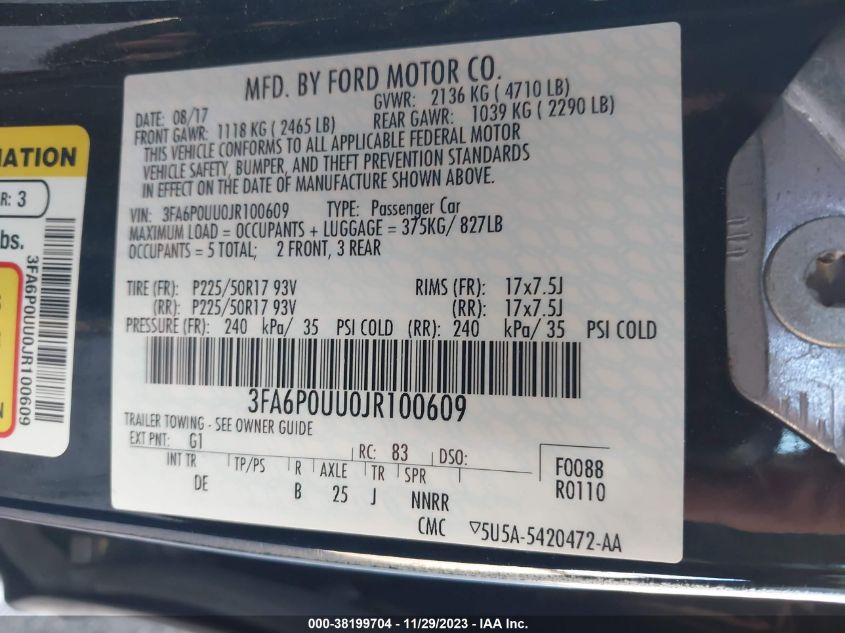 MFD. BY FORD MOTOR CO.
DATE: 08/17 GVWR: 2136 KG ( 4710 LB)
FRONT GAWR: 1118 KG ( 2465 LB) REAR GAWR: 1039 KG ( 2290 LB)
THIS VEHICLE CONFORMS TO ALL APPLICABLE FEDERAL MOTOR
VEHICLE SAFETY, BUMPER, AND THEFT PREVENTION STANDARDS
IN EFFECT ON THE DATE OF MANUFACTURE SHOWN ABOVE.
VIN: 3FA6P0UU0JR100609 TYPE: Passenger Car
MAXIMUM LOAD = OCCUPANTS + LUGGAGE = 375KG/ 827LB
OCCUPANTS = 5 TOTAL; 2 FRONT, 3 REAR
TIRE (FR): P225/50R17 93V RIMS (FR): 17x7.5J
(RR): P225/50R17 93V (RR): 17x7.5J
PRESSURE (FR): 240 kPa/ 35 PSI COLD (RR): 240 kPa/ 35 PSI COLD
3FA6P0UU0JR100609
TRAILER TOWING - SEE OWNER GUIDE
EXT PNT: G1 RC: 83 DSO:
INT TR TP/PS R AXLE TR SPR
DE B 25 J NNRR
F0088
R0110
CMC ▽5U5A-5420472-AA
MATION
R: 3
bs.
3FA6P0UU0JR100609
000-38199704 - 11/29/2023 - IAA Inc.